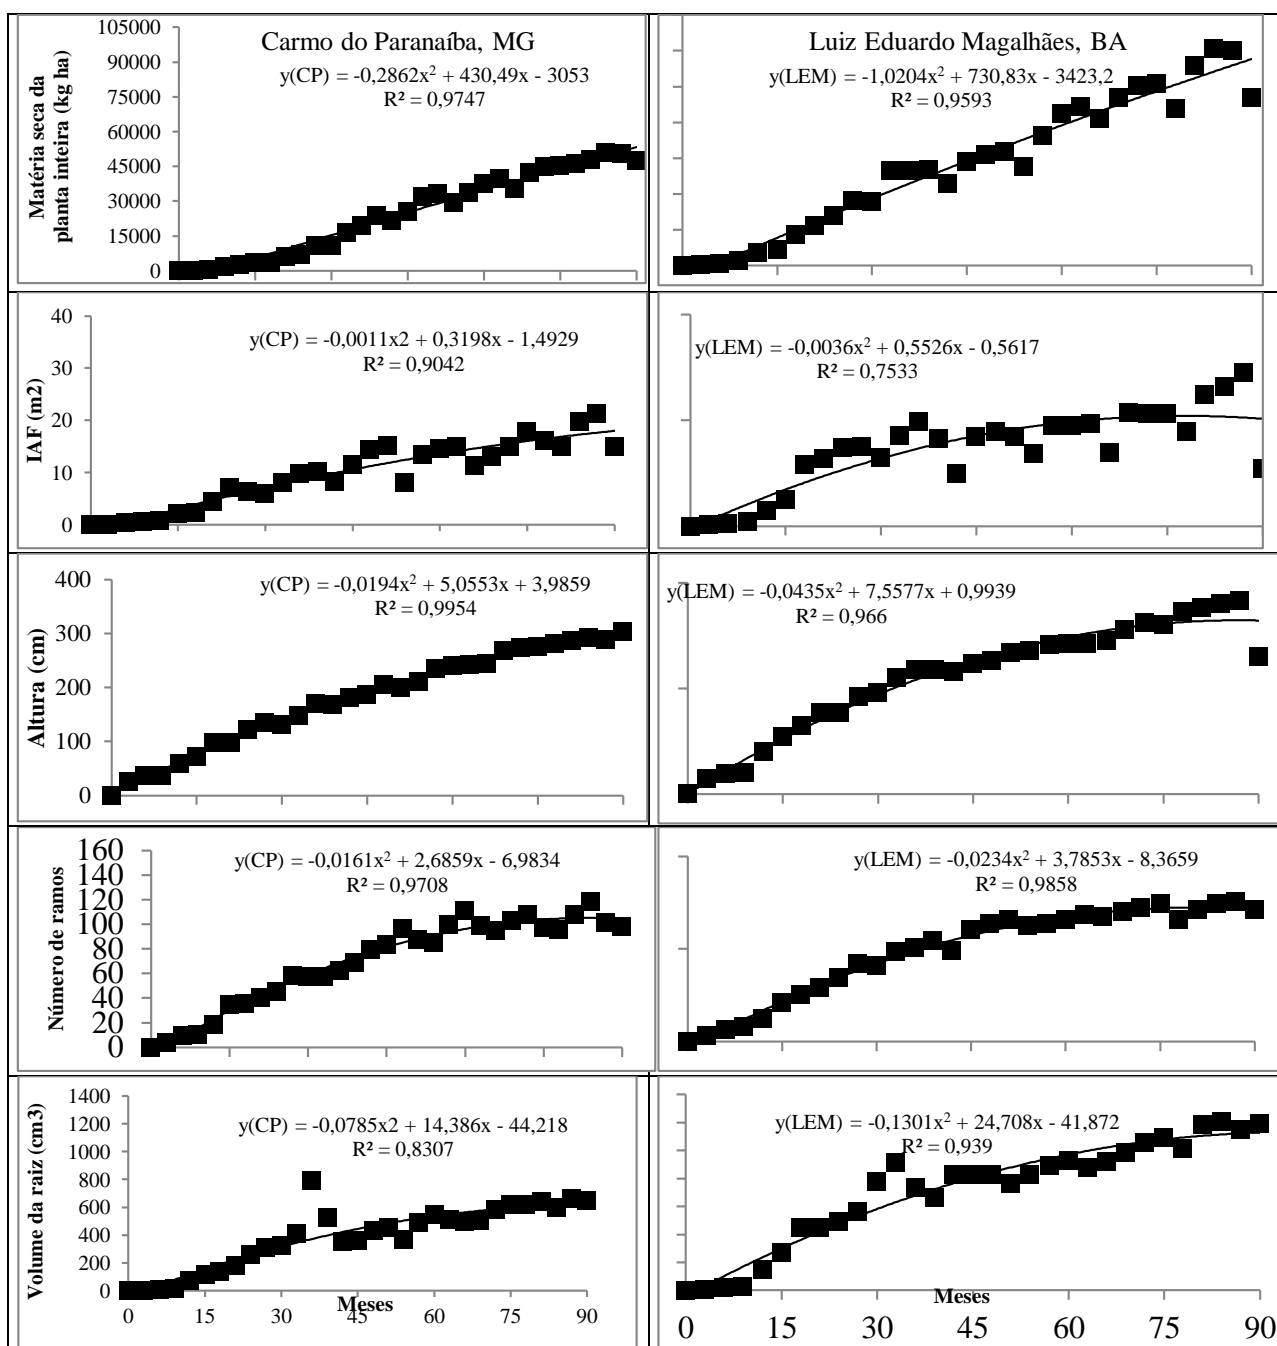 Carmo do Paranaíba, MG
y(CP) = -0,2862x² + 430,49x - 3053
R² = 0,9747
Matéria seca da
planta inteira (kg ha)
105000
90000
75000
60000
45000
30000
15000
0
Luiz Eduardo Magalhães, BA
y(LEM) = -1,0204x² + 730,83x - 3423,2
R² = 0,9593
y(CP) = -0,0011x2 + 0,3198x - 1,4929
R² = 0,9042
IAF (m2)
40
30
20
10
0
y(LEM) = -0,0036x² + 0,5526x - 0,5617
R² = 0,7533
y(CP) = -0,0194x² + 5,0553x + 3,9859
R² = 0,9954
Altura (cm)
400
300
200
100
0
y(LEM) = -0,0435x² + 7,5577x + 0,9939
R² = 0,966
y(CP) = -0,0161x² + 2,6859x - 6,9834
R² = 0,9708
Número de ramos
160
140
120
100
80
60
40
20
0
y(LEM) = -0,0234x² + 3,7853x - 8,3659
R² = 0,9858
y(CP) = -0,0785x2 + 14,386x - 44,218
R² = 0,8307
Volume da raiz (cm3)
1400
1200
1000
800
600
400
200
0
0 15 30 45 60 75 90
Meses
y(LEM) = -0,1301x² + 24,708x - 41,872
R² = 0,939
Meses
0 15 30 45 60 75 90